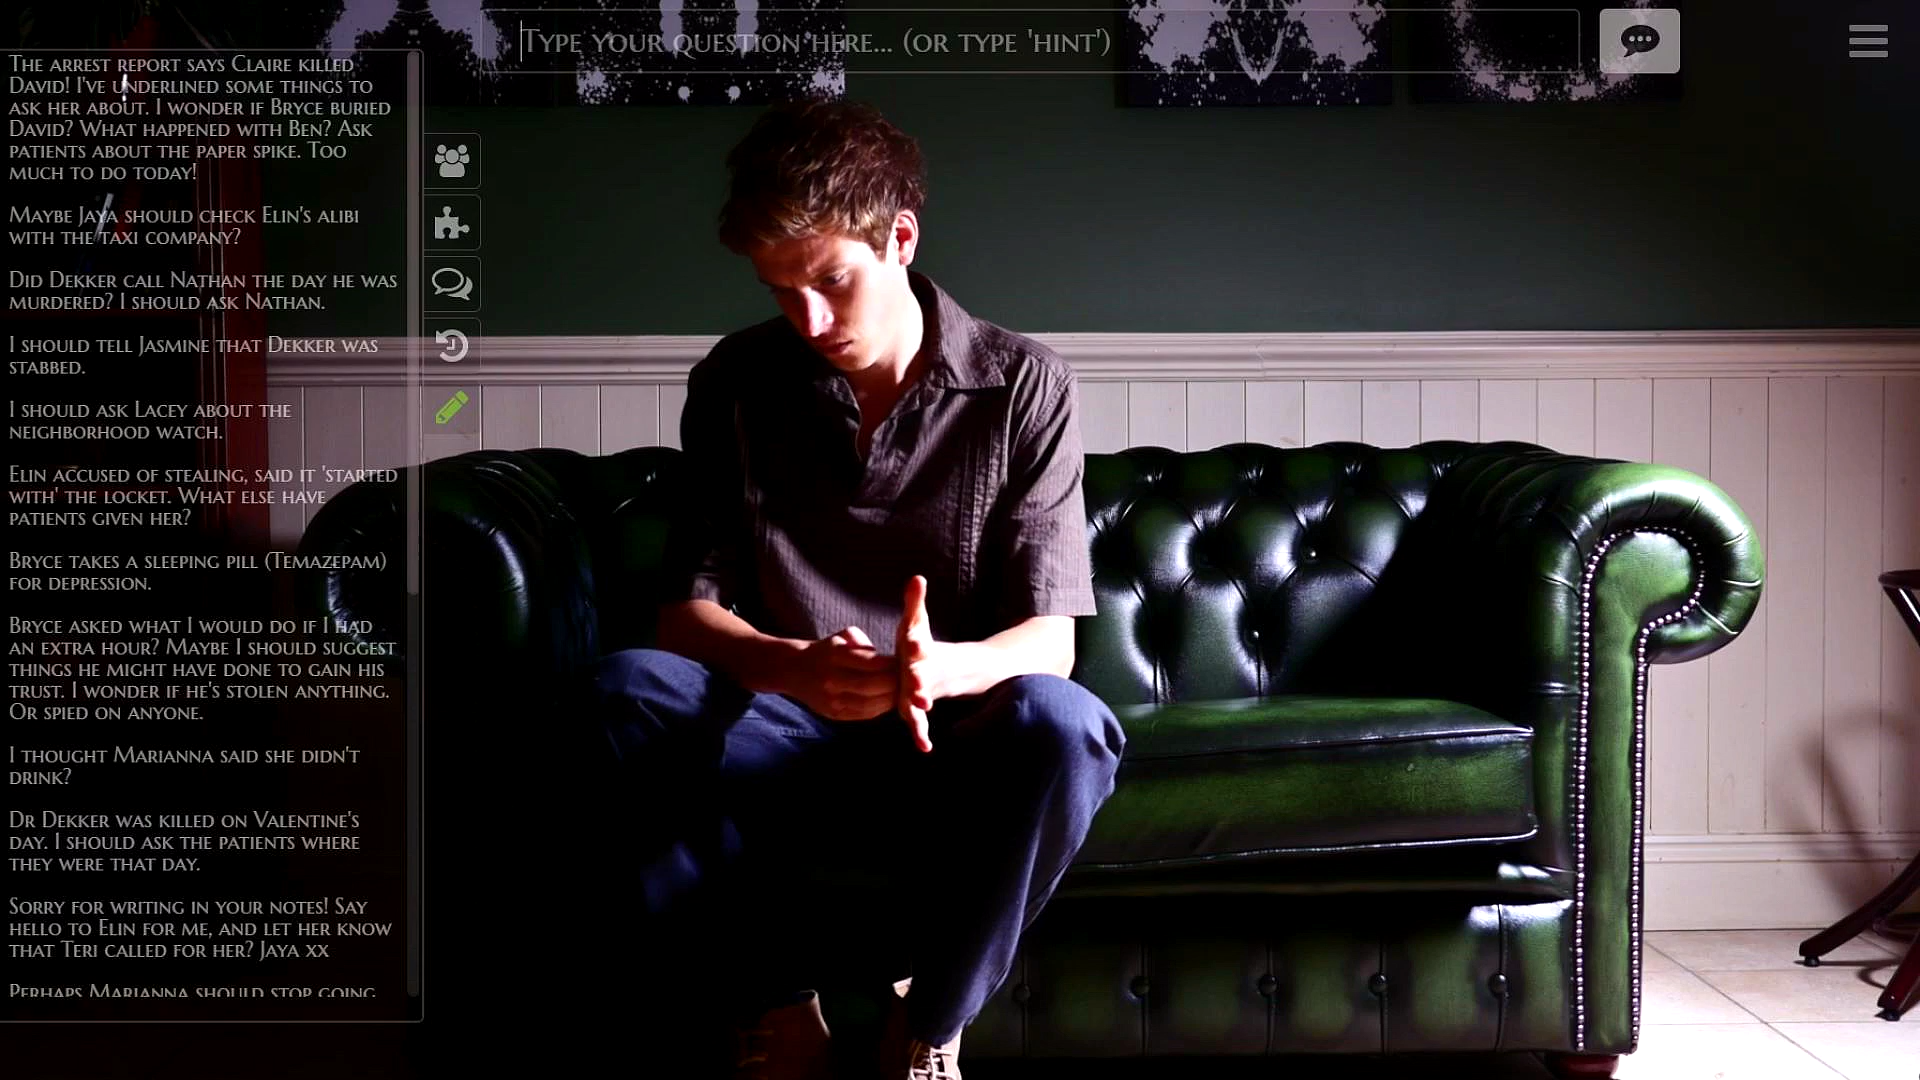 Type your question here... (or type 'hint')
The arrest report says Claire killed
David! I've underlined some things to
ask her about. I wonder if Bryce buried
David? What happened with Ben? Ask
patients about the paper spike. Too
much to do today!
Maybe Jaya should check Elin's alibi
with the taxi company?
Did Dekker call Nathan the day he was
murdered? I should ask Nathan.
I should tell Jasmine that Dekker was
stabbed.
I should ask Lacey about the
neighborhood watch.
Elin accused of stealing, said it 'started
with' the locket. What else have
patients given her?
Bryce takes a sleeping pill (Temazepam)
for depression.
Bryce asked what I would do if I had
an extra hour? Maybe I should suggest
things he might have done to gain his
trust. I wonder if he's stolen anything.
Or spied on anyone.
I thought Marianna said she didn't
drink?
Dr Dekker was killed on Valentine's
day. I should ask the patients where
they were that day.
Sorry for writing in your notes! Say
hello to Elin for me, and let her know
that Teri called for her? Jaya xx
Perhaps Marianna should stop going